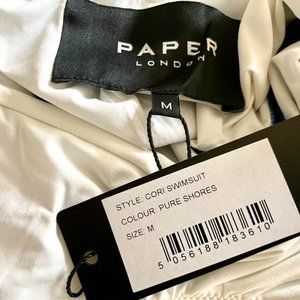 PAPER
LONDON
M
STYLE: CORI SWIMSUIT
COLOUR: PURE SHORES
SIZE: M
5 056188 183610